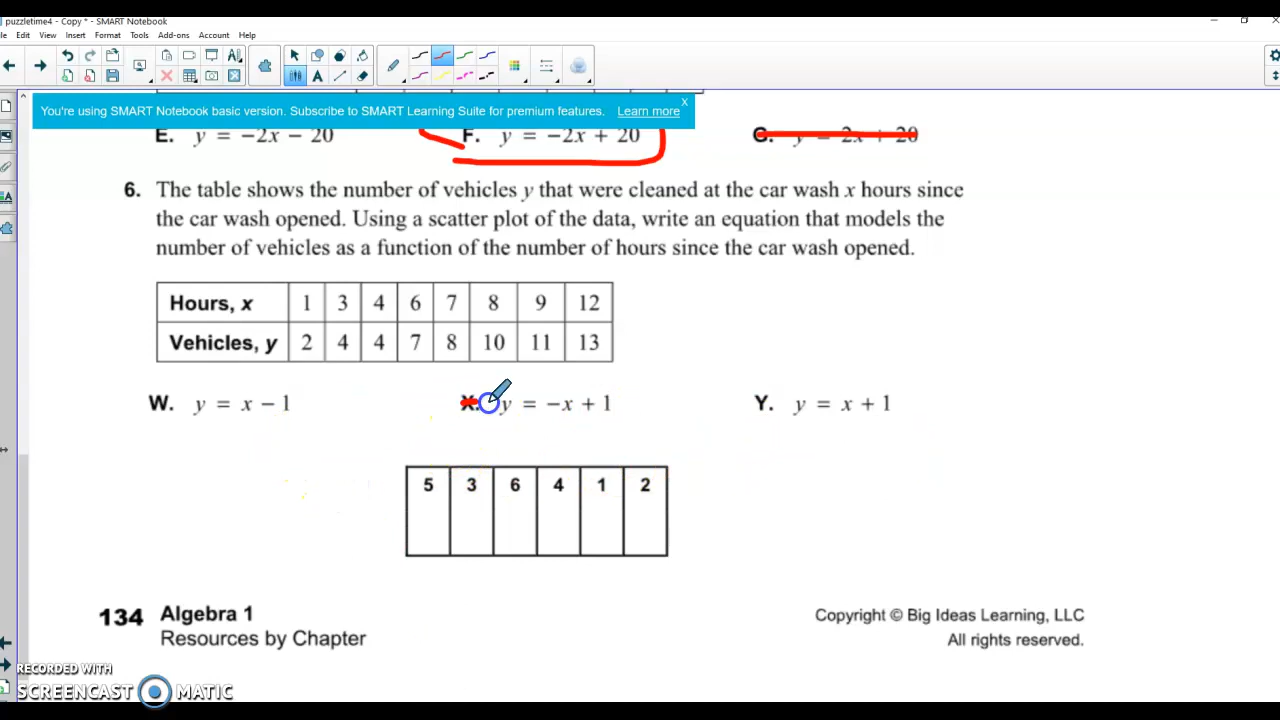 puzzletime4 - Copy * - SMART Notebook
le Edit View Insert Format Tools Add-ons Account Help
You're using SMART Notebook basic version. Subscribe to SMART Learning Suite for premium features. Learn more X
E. y = −2x − 20 F. y = −2x + 20 G. y = 2x + 20
6. The table shows the number of vehicles y that were cleaned at the car wash x hours since
the car wash opened. Using a scatter plot of the data, write an equation that models the
number of vehicles as a function of the number of hours since the car wash opened.
Hours, x 1 3 4 6 7 8 9 12
Vehicles, y 2 4 4 7 8 10 11 13
W. y = x − 1 X. y = −x + 1 Y. y = x + 1
5 3 6 4 1 2
134 Algebra 1 Copyright © Big Ideas Learning, LLC
Resources by Chapter All rights reserved.
RECORDED WITH
SCREENCAST MATIC